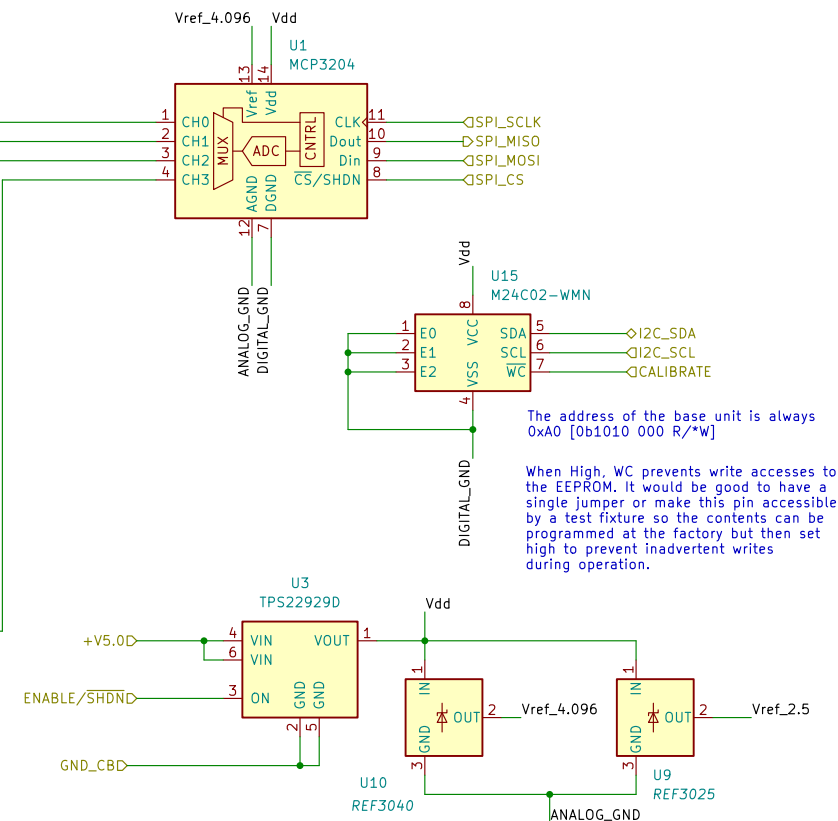 Vref_4.096 Vdd
U1
MCP3204
13 14
Vref Vdd
1 CH0 CLK 11 SPI_SCLK
2 CH1 Dout 10 SPI_MISO
3 CH2 Din 9 SPI_MOSI
4 CH3 CS/SHDN 8 SPI_CS
MUX ADC CNTRL
AGND DGND
12 7
ANALOG_GND DIGITAL_GND
Vdd
U15
M24C02-WMN
8
VCC
1 E0 SDA 5 I2C_SDA
2 E1 SCL 6 I2C_SCL
3 E2 WC 7 CALIBRATE
VSS
4
DIGITAL_GND
The address of the base unit is always
0xA0 [0b1010 000 R/*W]
When High, WC prevents write accesses to
the EEPROM. It would be good to have a
single jumper or make this pin accessible
by a test fixture so the contents can be
programmed at the factory but then set
high to prevent inadvertent writes
during operation.
U3
TPS22929D
+V5.0 4 VIN VOUT 1
6 VIN
ENABLE/SHDN 3 ON
GND GND
2 5
GND_CB
Vdd
1
IN
OUT 2 Vref_4.096
GND
3
U10
REF3040
1
IN
OUT 2 Vref_2.5
GND
3
U9
REF3025
ANALOG_GND